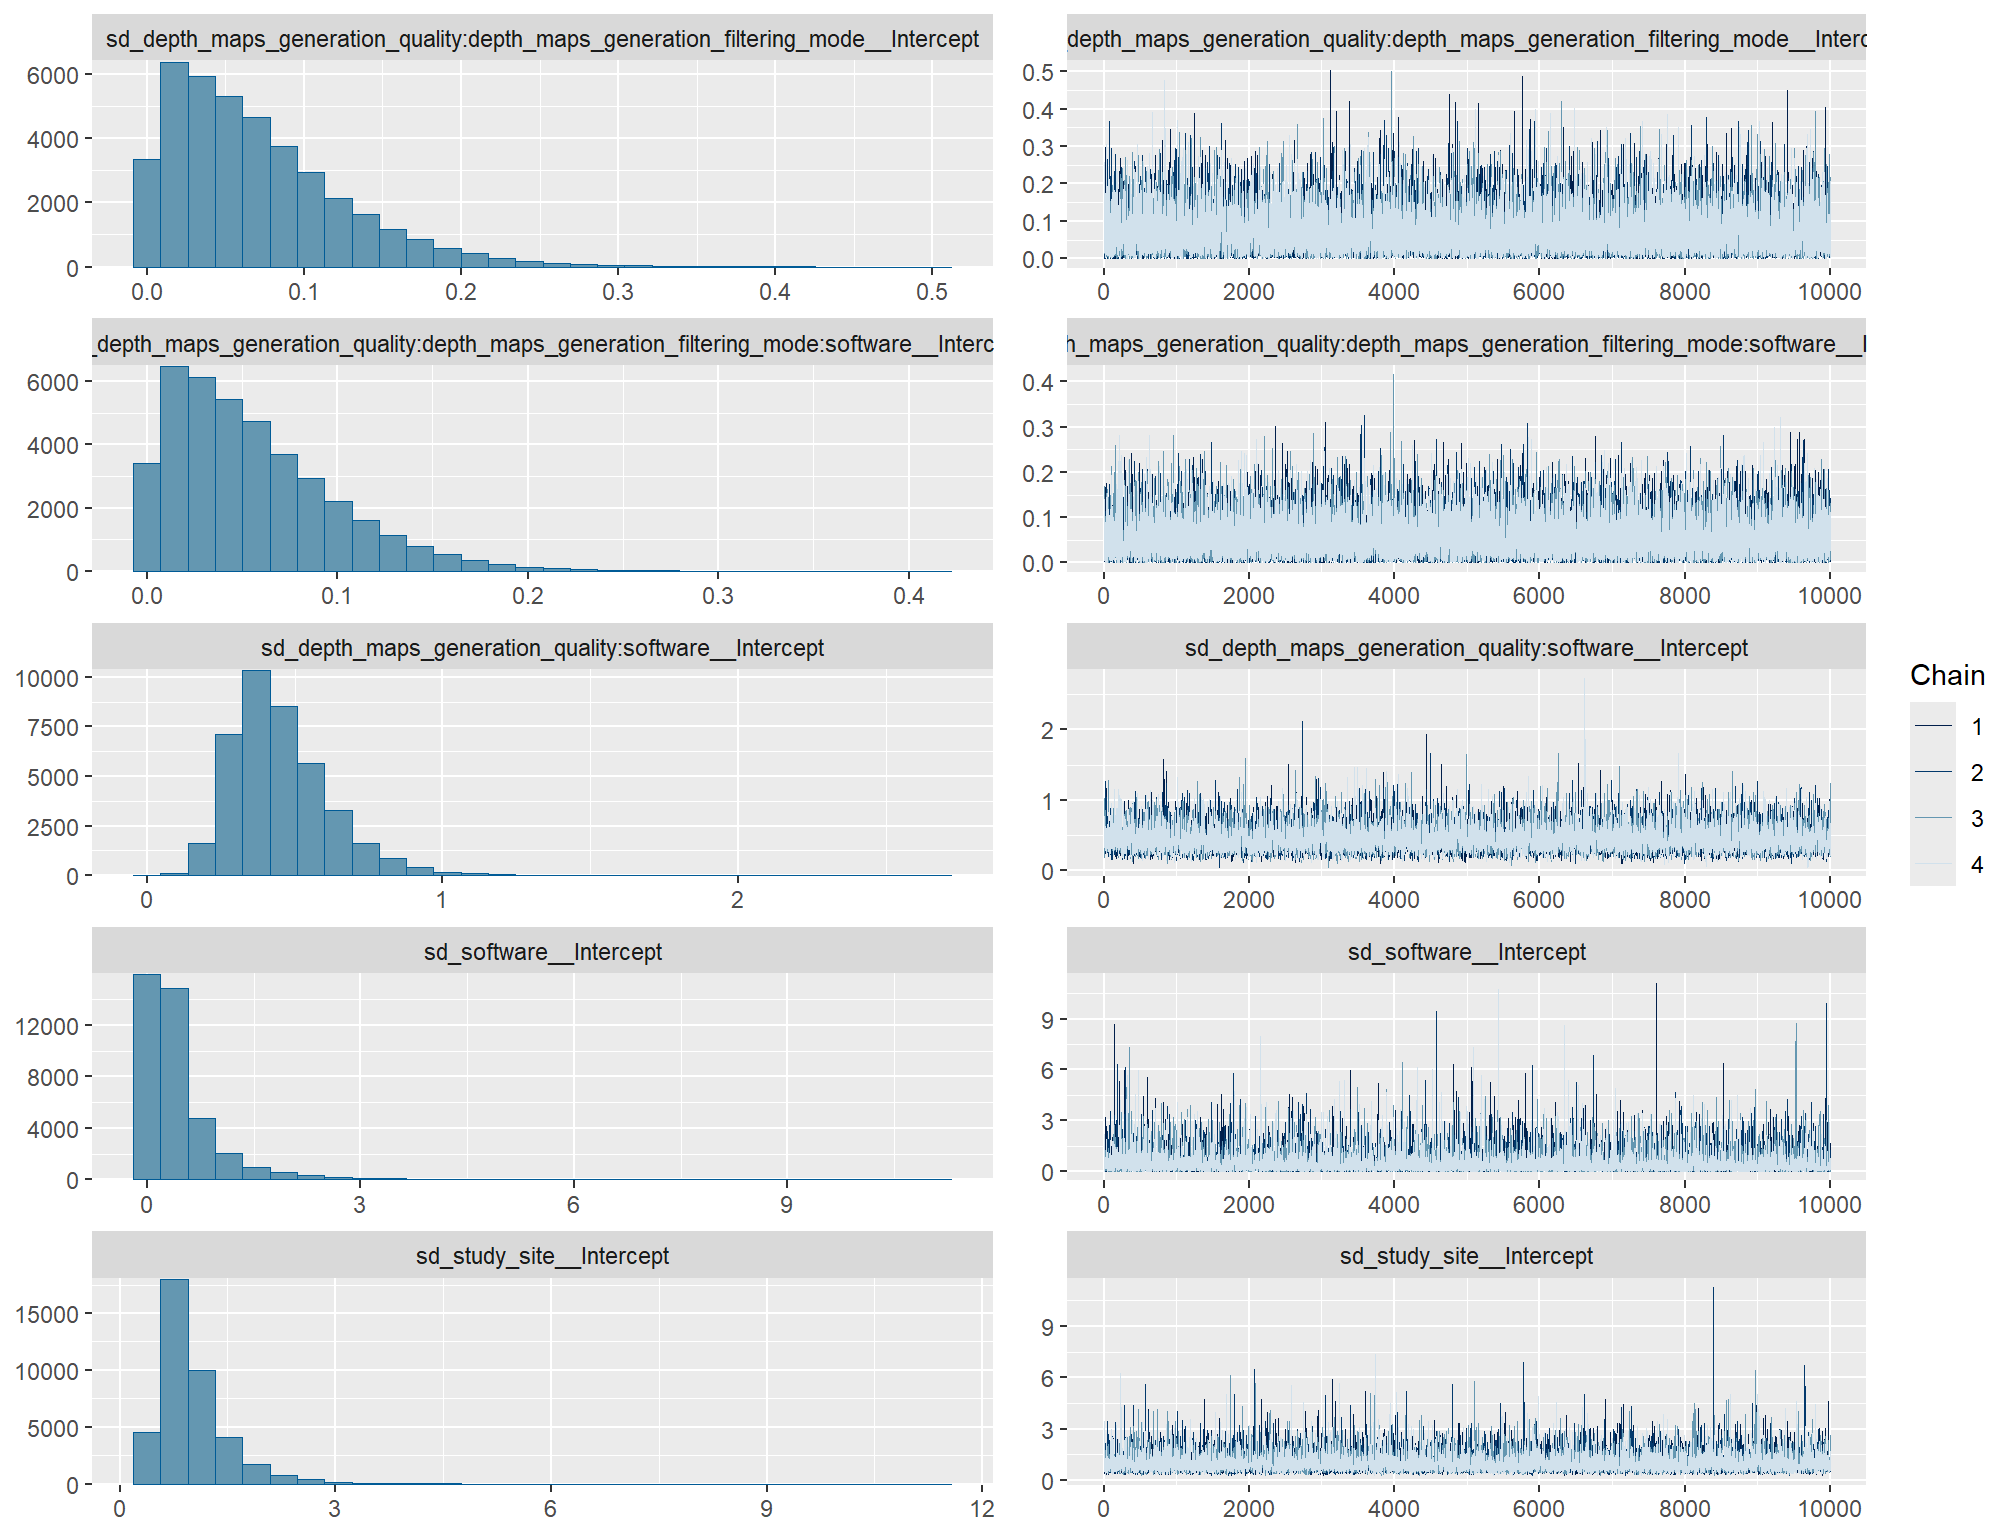 sd_depth_maps_generation_quality:depth_maps_generation_filtering_mode__Intercept
6000
4000
2000
0
0.0 0.1 0.2 0.3 0.4 0.5
_depth_maps_generation_quality:depth_maps_generation_filtering_mode__Interc
0.5
0.4
0.3
0.2
0.1
0.0
0 2000 4000 6000 8000 10000
_depth_maps_generation_quality:depth_maps_generation_filtering_mode:software__Interc
6000
4000
2000
0
0.0 0.1 0.2 0.3 0.4
h_maps_generation_quality:depth_maps_generation_filtering_mode:software__I
0.4
0.3
0.2
0.1
0.0
0 2000 4000 6000 8000 10000
sd_depth_maps_generation_quality:software__Intercept
10000
7500
5000
2500
0
0 1 2
sd_depth_maps_generation_quality:software__Intercept
2
1
0
0 2000 4000 6000 8000 10000
sd_software__Intercept
12000
8000
4000
0
0 3 6 9
sd_software__Intercept
9
6
3
0
0 2000 4000 6000 8000 10000
sd_study_site__Intercept
15000
10000
5000
0
0 3 6 9 12
sd_study_site__Intercept
9
6
3
0
0 2000 4000 6000 8000 10000
Chain
1
2
3
4